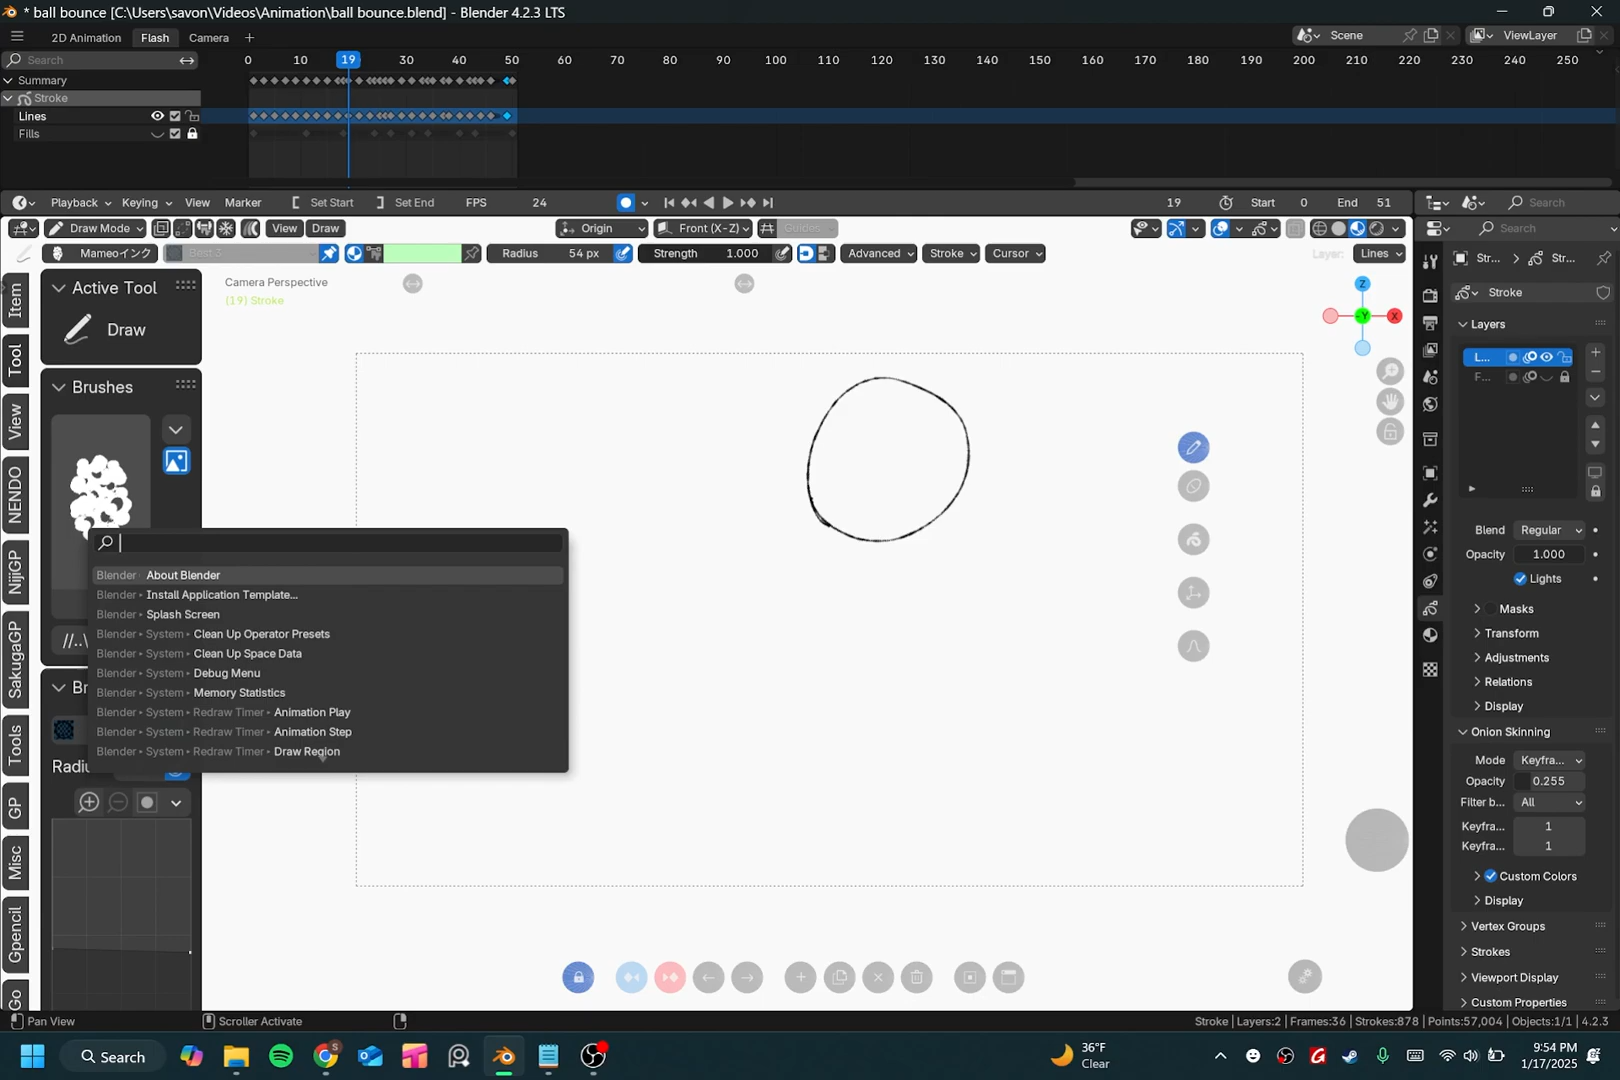 * ball bounce [C:\Users\savon\Videos\Animation\ball bounce.blend] - Blender 4.2.3 LTS
2D Animation Flash Camera +
Scene ViewLayer
Search 0 10 19 30 40 50 60 70 80 90 100 110 120 130 140 150 160 170 180 190 200 210 220 230 240 250
Summary
Stroke
Lines
Fills
Playback Keying View Marker [ Set Start ] Set End FPS 24 19 Start 0 End 51 Search
Draw Mode View Draw Origin Front (X-Z) Guides Search
Mameoインク Best 3 Radius 54 px Strength 1.000 Advanced Stroke Cursor Layer: Lines Str... Str...
Item
Tool
View
NENDO
NijiGP
SakugaGP
Tools
GP
Misc
Gpencil
Go
Active Tool
Draw
Brushes
//..\
Br
Radiu
Camera Perspective
(19) Stroke
Z
Y
X
Blender ▸ About Blender
Blender ▸ Install Application Template...
Blender ▸ Splash Screen
Blender ▸ System ▸ Clean Up Operator Presets
Blender ▸ System ▸ Clean Up Space Data
Blender ▸ System ▸ Debug Menu
Blender ▸ System ▸ Memory Statistics
Blender ▸ System ▸ Redraw Timer ▸ Animation Play
Blender ▸ System ▸ Redraw Timer ▸ Animation Step
Blender ▸ System ▸ Redraw Timer ▸ Draw Region
Stroke
Layers
L...
F...
Blend Regular
Opacity 1.000
Lights
Masks
Transform
Adjustments
Relations
Display
Onion Skinning
Mode Keyfra...
Opacity 0.255
Filter b... All
Keyfra... 1
Keyfra... 1
Custom Colors
Display
Vertex Groups
Strokes
Viewport Display
Custom Properties
Pan View Scroller Activate Stroke | Layers:2 | Frames:36 | Strokes:878 | Points:57,004 | Objects:1/1 | 4.2.3
Search 36°F
Clear
9:54 PM
1/17/2025